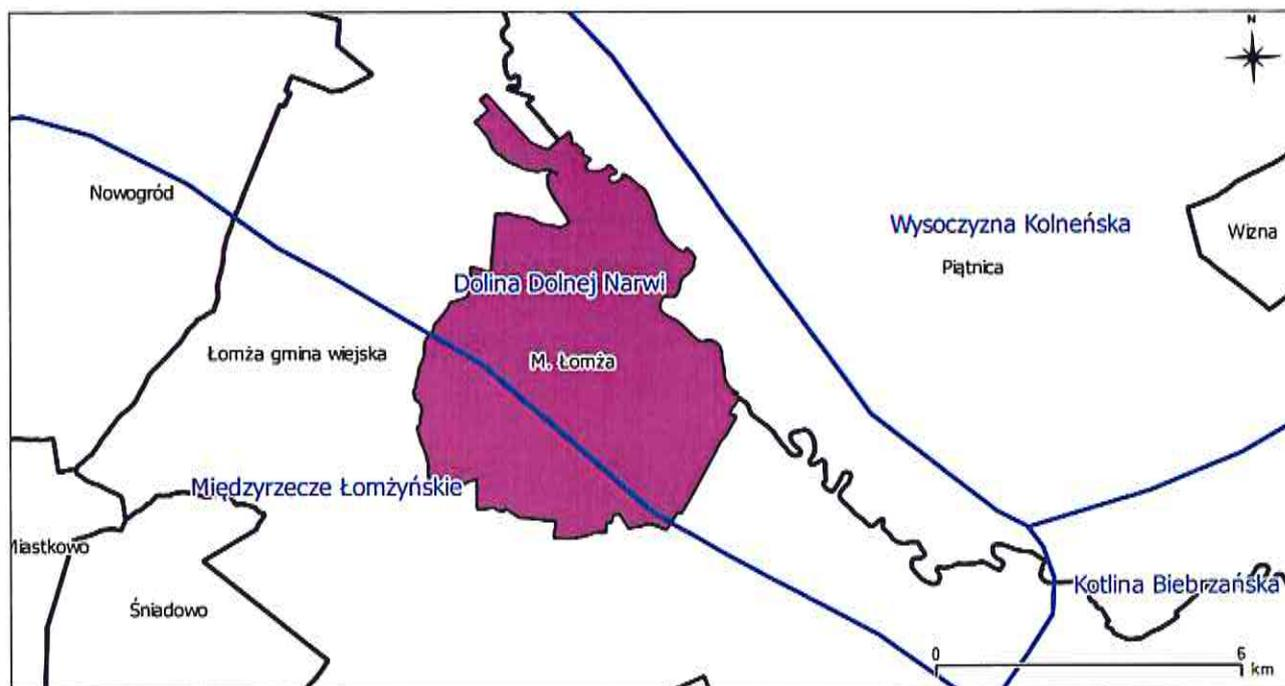 N
Nowogród
Wysoczyzna Kolneńska
Wizna
Piątnica
Dolina Dolnej Narwi
Łomża gmina wiejska
M. Łomża
Międzyrzecze Łomżyńskie
Miastkowo
Kotlina Biebrzańska
Śniadowo
0 6
km